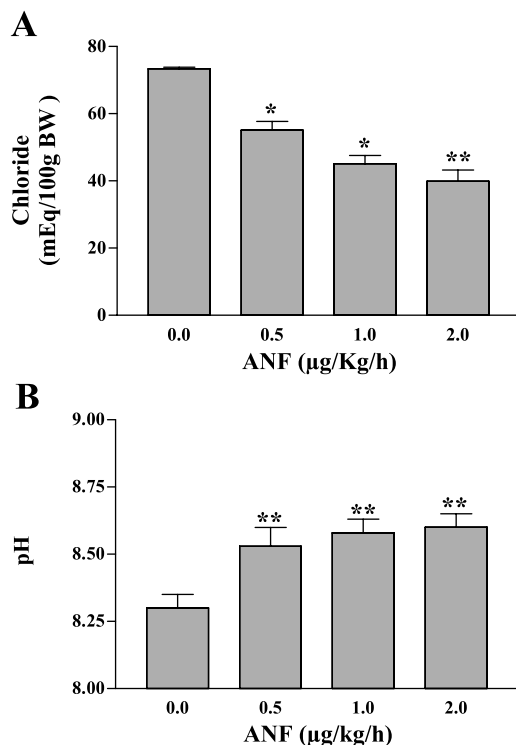 A
80
60
40
20
0
Chloride
(mEq/100g BW )
*
*
**
0.0 0.5 1.0 2.0
ANF (µg/Kg/h)
B
9.00
8.75
8.50
8.25
8.00
pH
**
**
**
0.0 0.5 1.0 2.0
ANF (µg/kg/h)